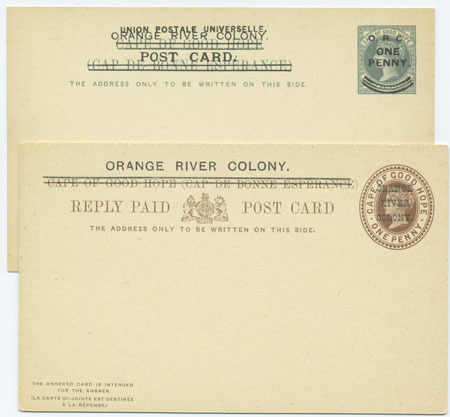 UNION POSTALE UNIVERSELLE.
ORANGE RIVER COLONY.
CAPE OF GOOD HOPE
POST CARD.
(CAP DE BONNE ESPERANCE)
THE ADDRESS ONLY TO BE WRITTEN ON THIS SIDE.
O. R. C.
ONE
PENNY.
ORANGE RIVER COLONY.
CAPE OF GOOD HOPE (CAP DE BONNE ESPERANCE)
REPLY PAID POST CARD
THE ADDRESS ONLY TO BE WRITTEN ON THIS SIDE.
CAPE OF GOOD HOPE
ORANGE
RIVER
COLONY.
ONE PENNY
THE ANNEXED CARD IS INTENDED
FOR THE ANSWER.
(LA CARTE CI-JOINTE EST DESTINÉE
À LA RÉPONSE.)